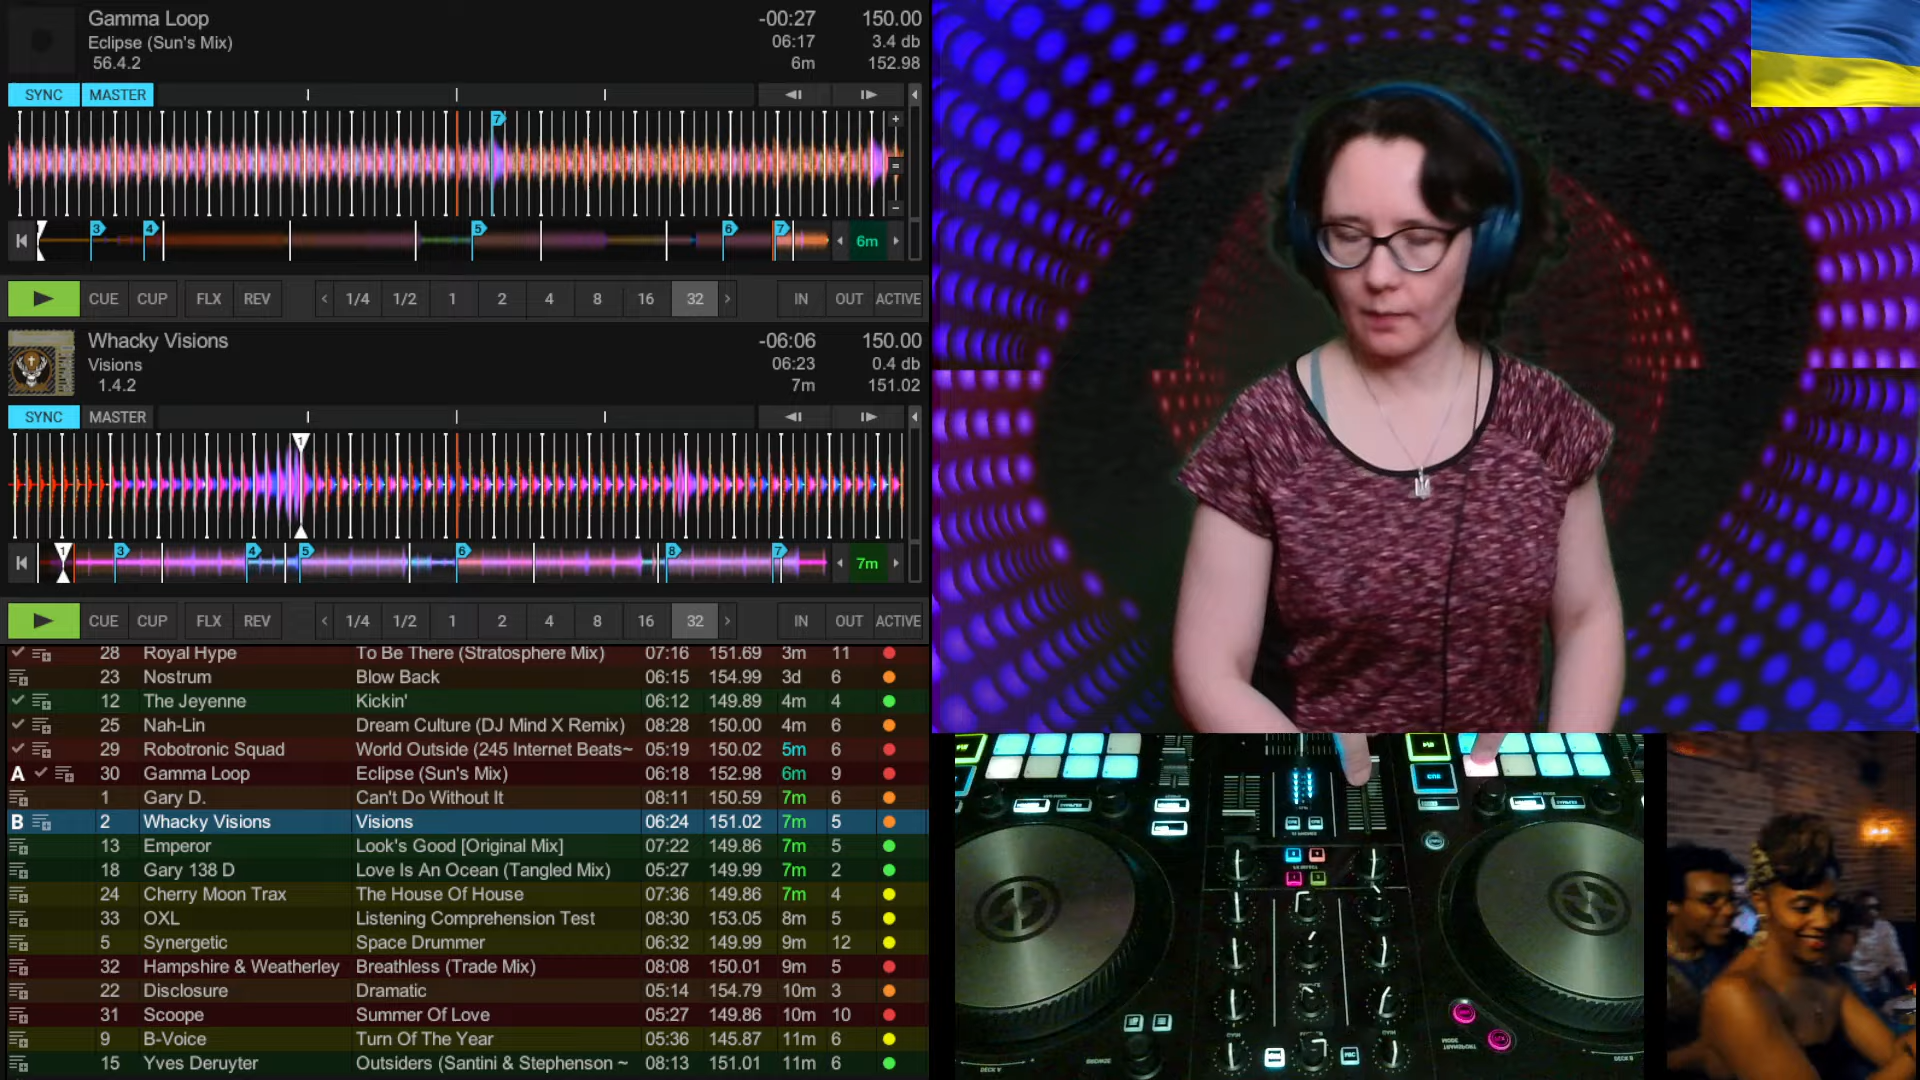 Gamma Loop -00:27 150.00
Eclipse (Sun's Mix) 06:17 3.4 db
56.4.2 6m 152.98
SYNC MASTER
7
3 4 5 6 7 6m
CUE CUP FLX REV 1/4 1/2 1 2 4 8 16 32 IN OUT ACTIVE
Whacky Visions -06:06 150.00
Visions 06:23 0.4 db
1.4.2 7m 151.02
SYNC MASTER
1
1 3 4 5 6 8 7 7m
CUE CUP FLX REV 1/4 1/2 1 2 4 8 16 32 IN OUT ACTIVE
28 Royal Hype To Be There (Stratosphere Mix) 07:16 151.69 3m 11
23 Nostrum Blow Back 06:15 154.99 3d 6
12 The Jeyenne Kickin' 06:12 149.89 4m 4
25 Nah-Lin Dream Culture (DJ Mind X Remix) 08:28 150.00 4m 6
29 Robotronic Squad World Outside (245 Internet Beats~ 05:19 150.02 5m 6
A 30 Gamma Loop Eclipse (Sun's Mix) 06:18 152.98 6m 9
1 Gary D. Can't Do Without It 08:11 150.59 7m 6
B 2 Whacky Visions Visions 06:24 151.02 7m 5
13 Emperor Look's Good [Original Mix] 07:22 149.86 7m 5
18 Gary 138 D Love Is An Ocean (Tangled Mix) 05:27 149.99 7m 2
24 Cherry Moon Trax The House Of House 07:36 149.86 7m 4
33 OXL Listening Comprehension Test 08:30 153.05 8m 5
5 Synergetic Space Drummer 06:32 149.99 9m 12
32 Hampshire & Weatherley Breathless (Trade Mix) 08:08 150.01 9m 5
22 Disclosure Dramatic 05:14 154.79 10m 3
31 Scoope Summer Of Love 05:27 149.86 10m 10
9 B-Voice Turn Of The Year 05:36 145.87 11m 6
15 Yves Deruyter Outsiders (Santini & Stephenson ~ 08:13 151.01 11m 6